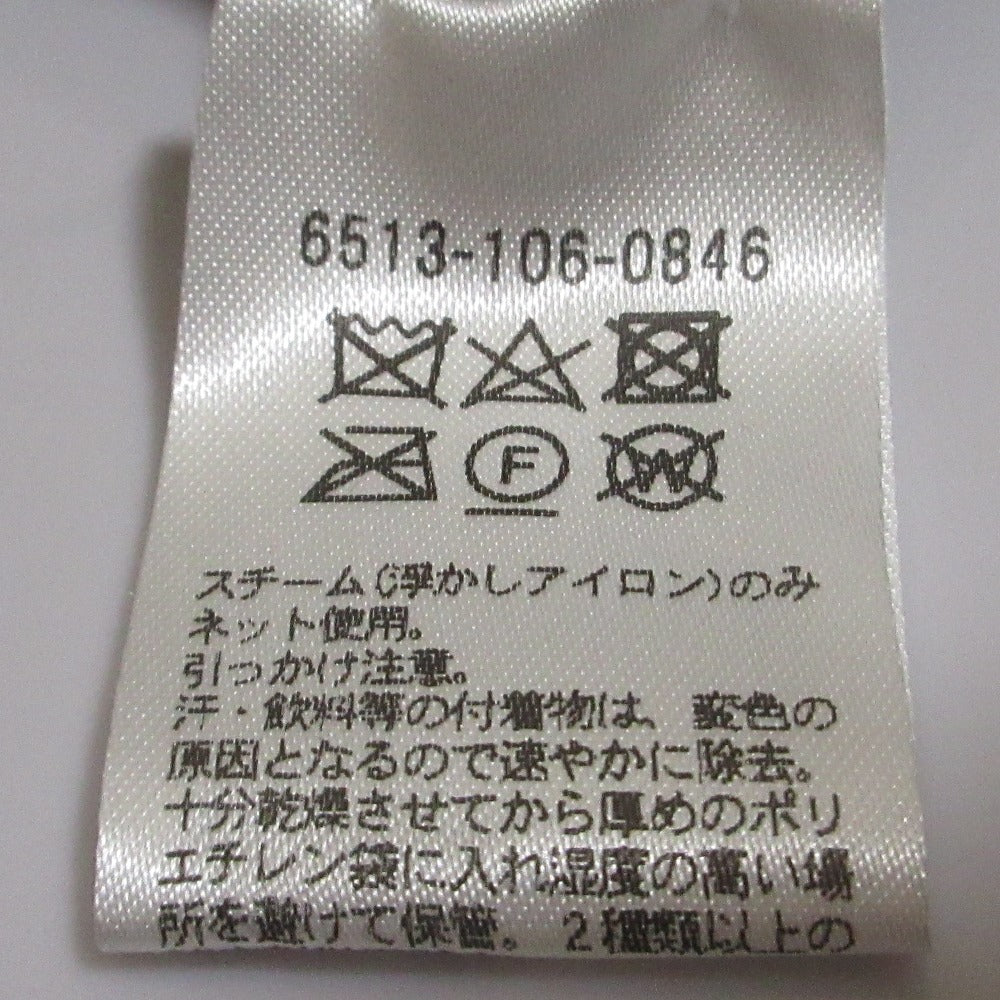 6513-106-0846
F
W
スチーム(浮かしアイロン)のみ
ネット使用。
引っかけ注意。
汗・飲料等の付着物は、変色の
原因となるので速やかに除去。
十分乾燥させてから厚めのポリ
エチレン袋に入れ湿度の高い場
所を避けて保管。2種類以上の